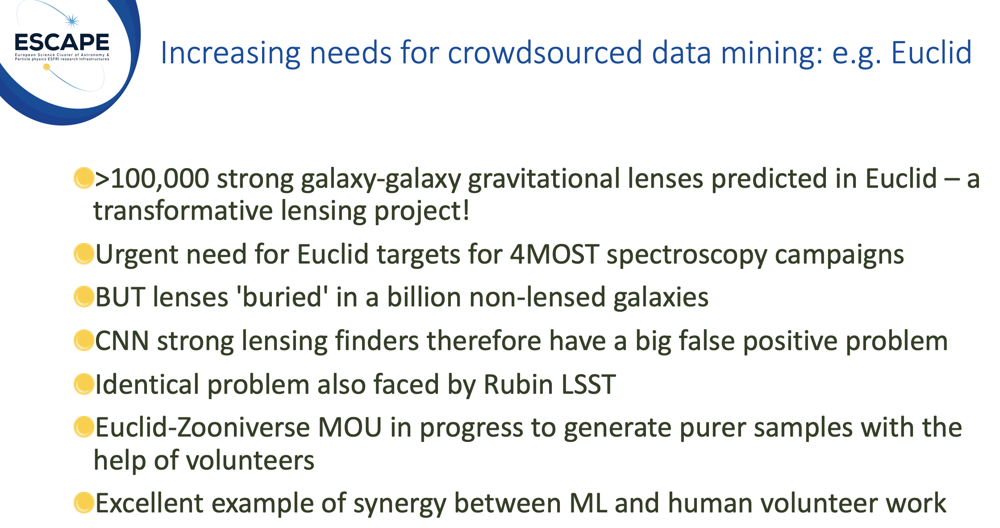 ESCAPE
European Science Cluster of Astronomy &
Particle physics ESFRI research Infrastructures
Increasing needs for crowdsourced data mining: e.g. Euclid
>100,000 strong galaxy-galaxy gravitational lenses predicted in Euclid – a
transformative lensing project!
Urgent need for Euclid targets for 4MOST spectroscopy campaigns
BUT lenses 'buried' in a billion non-lensed galaxies
CNN strong lensing finders therefore have a big false positive problem
Identical problem also faced by Rubin LSST
Euclid-Zooniverse MOU in progress to generate purer samples with the
help of volunteers
Excellent example of synergy between ML and human volunteer work